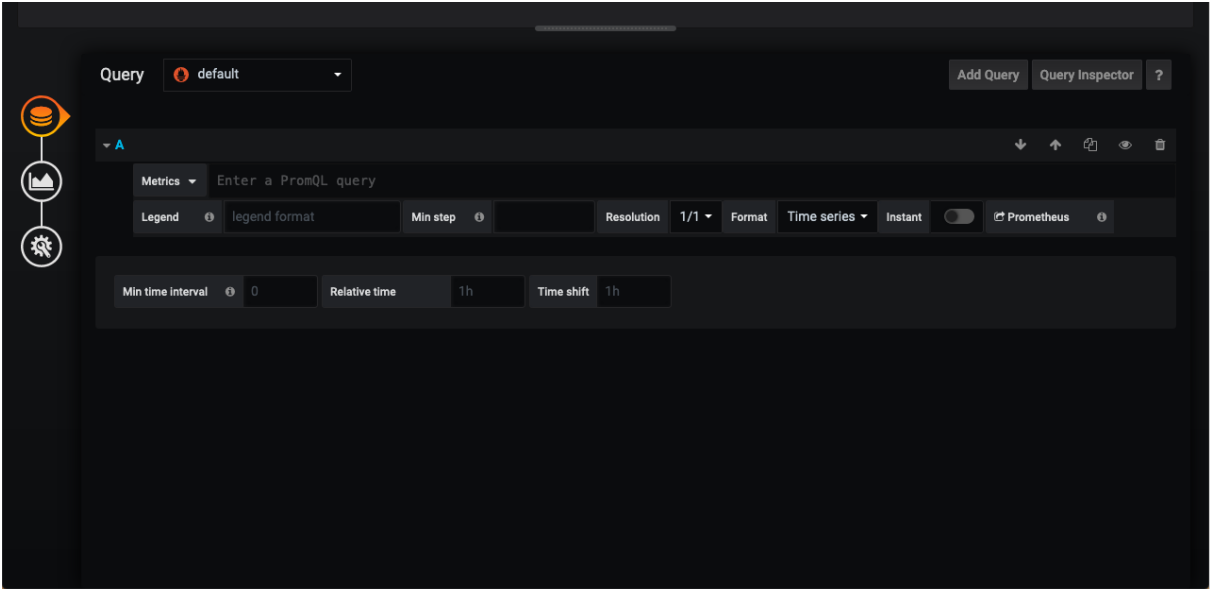 Query default Add Query Query Inspector ?
A
Metrics Enter a PromQL query
Legend legend format Min step Resolution 1/1 Format Time series Instant Prometheus
Min time interval 0 Relative time 1h Time shift 1h